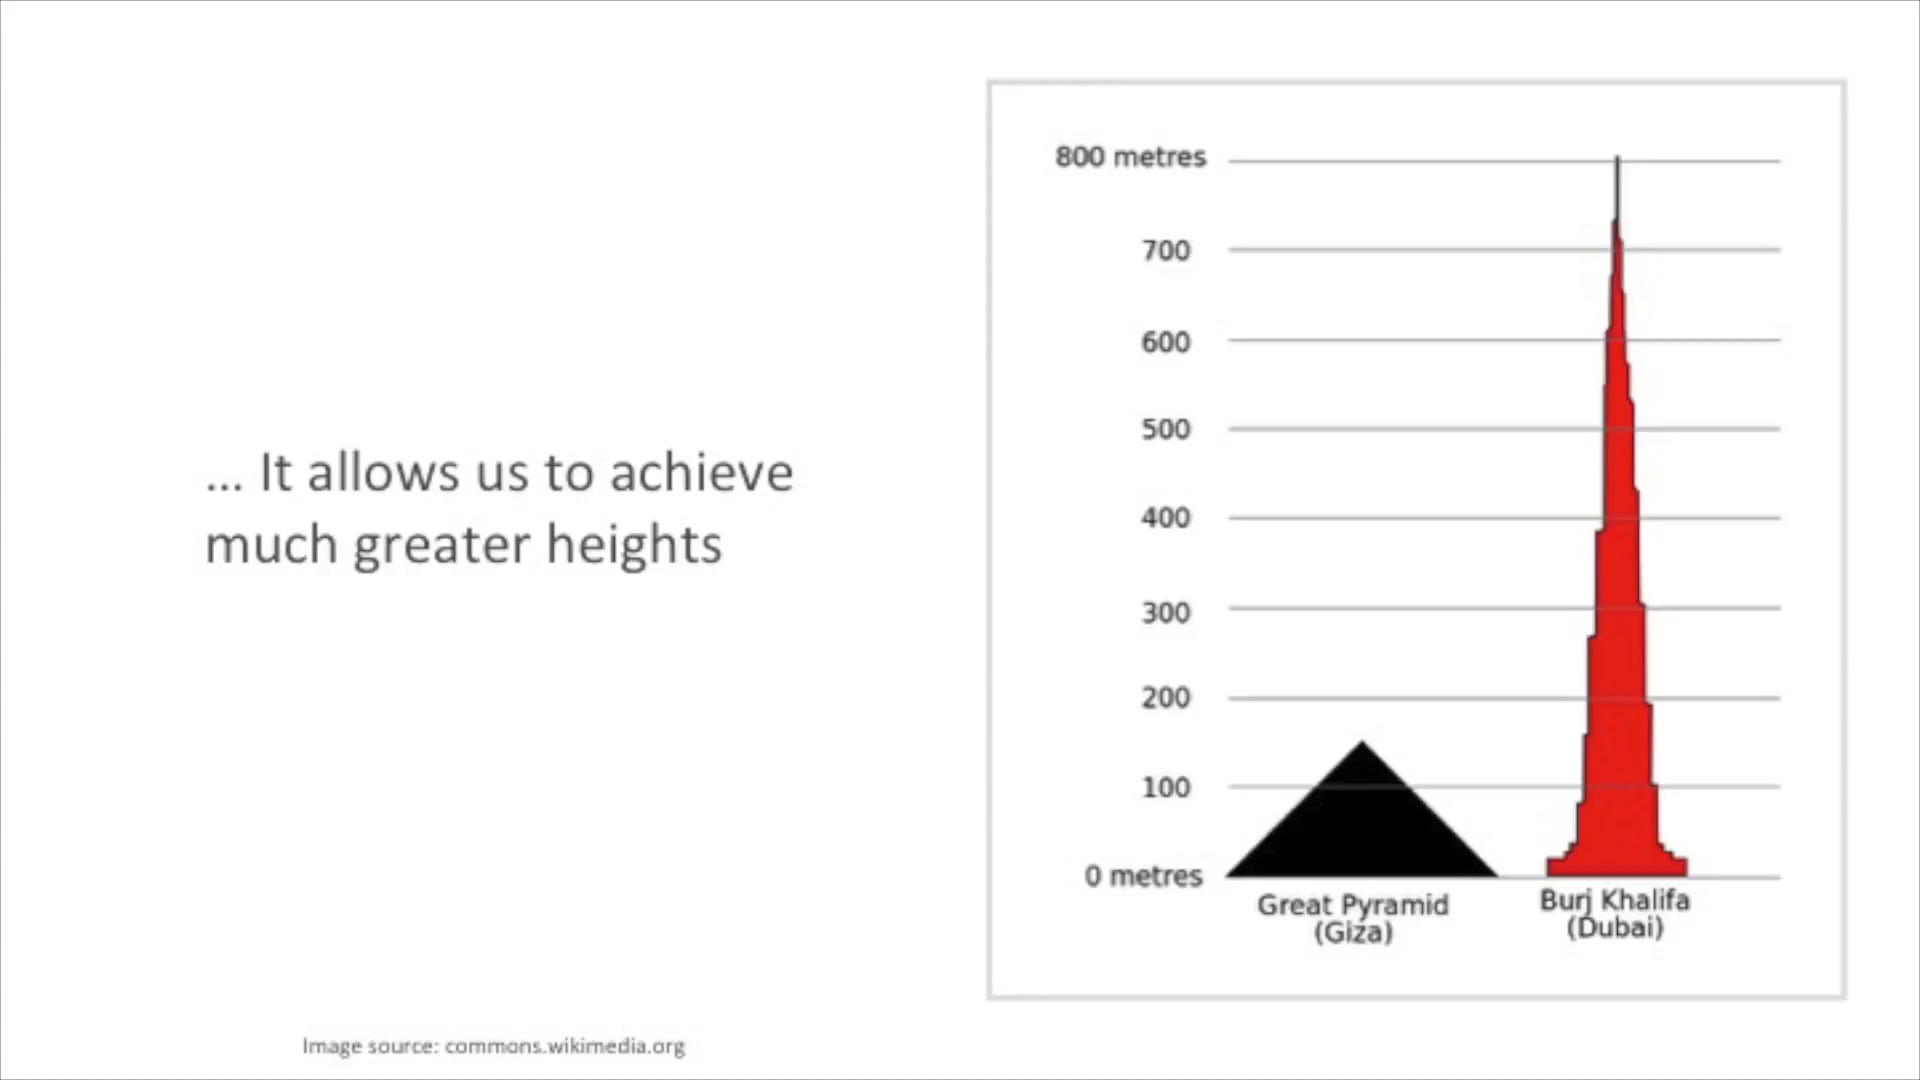 ... It allows us to achieve
much greater heights
800 metres
700
600
500
400
300
200
100
0 metres
Great Pyramid
(Giza)
Burj Khalifa
(Dubai)
Image source: commons.wikimedia.org